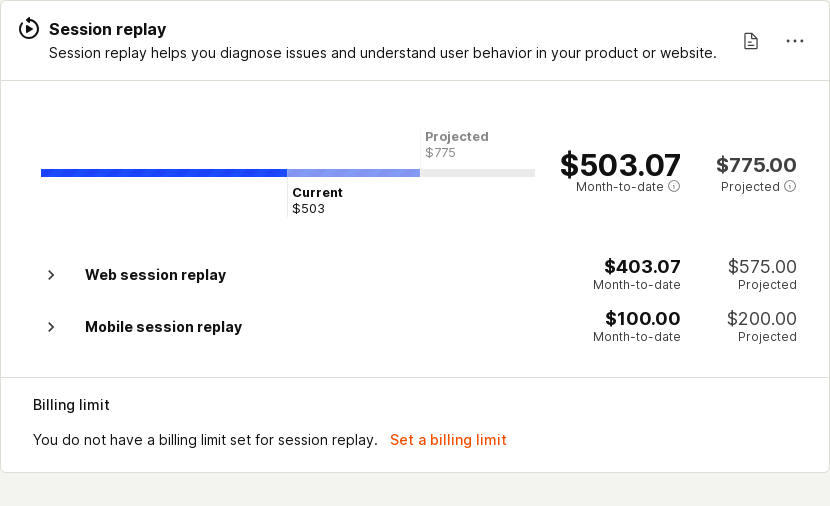 Session replay
Session replay helps you diagnose issues and understand user behavior in your product or website.
Projected
$775
Current
$503
$503.07
Month-to-date
$775.00
Projected
Web session replay
$403.07
Month-to-date
$575.00
Projected
Mobile session replay
$100.00
Month-to-date
$200.00
Projected
Billing limit
You do not have a billing limit set for session replay. Set a billing limit